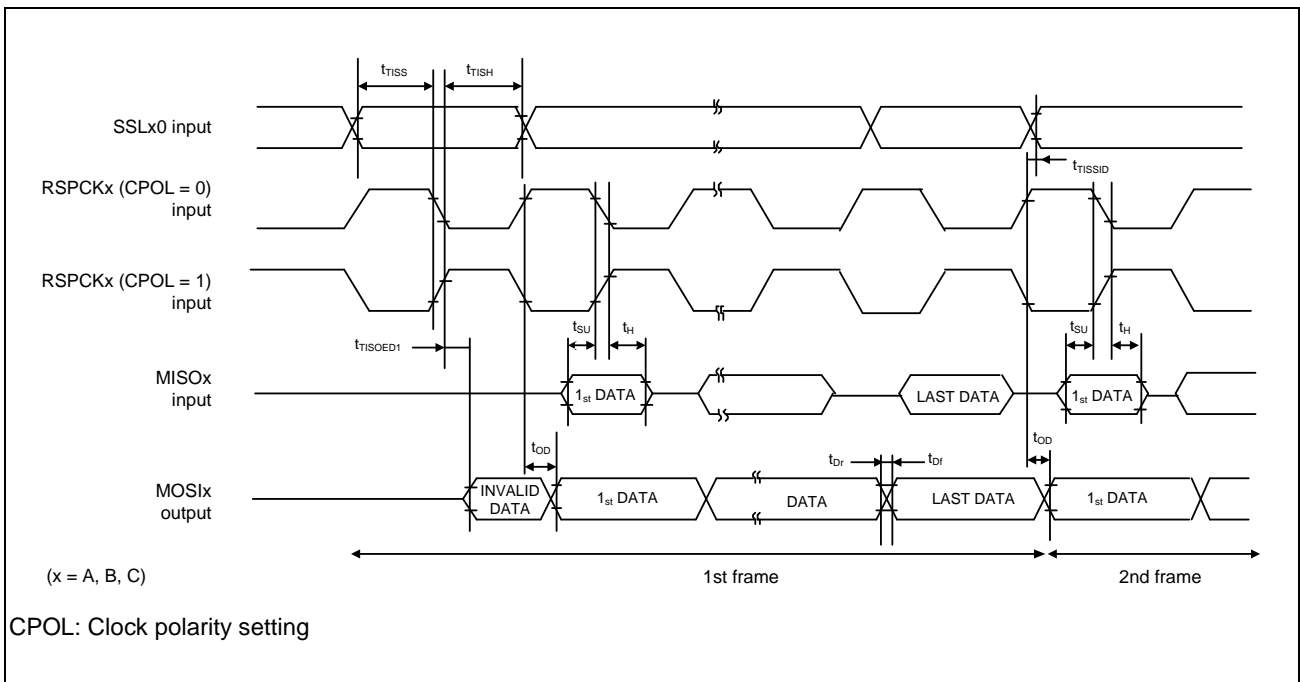 tTISS
tTISH
SSLx0 input
tTISSID
RSPCKx (CPOL = 0)
input
RSPCKx (CPOL = 1)
input
tSU
tH
tSU
tH
tTISOED1
MISOx
input
1st DATA
LAST DATA
1st DATA
tOD
tDr
tDf
tOD
MOSIx
output
INVALID
DATA
1st DATA
DATA
LAST DATA
1st DATA
(x = A, B, C)
1st frame
2nd frame
CPOL: Clock polarity setting